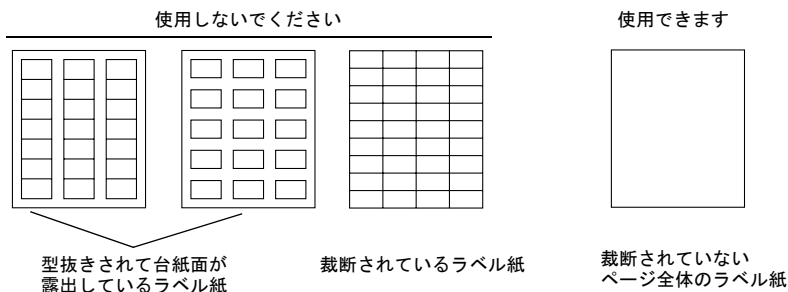 使用しないでください
使用できます
型抜きされて台紙面が
露出しているラベル紙
裁断されているラベル紙
裁断されていない
ページ全体のラベル紙